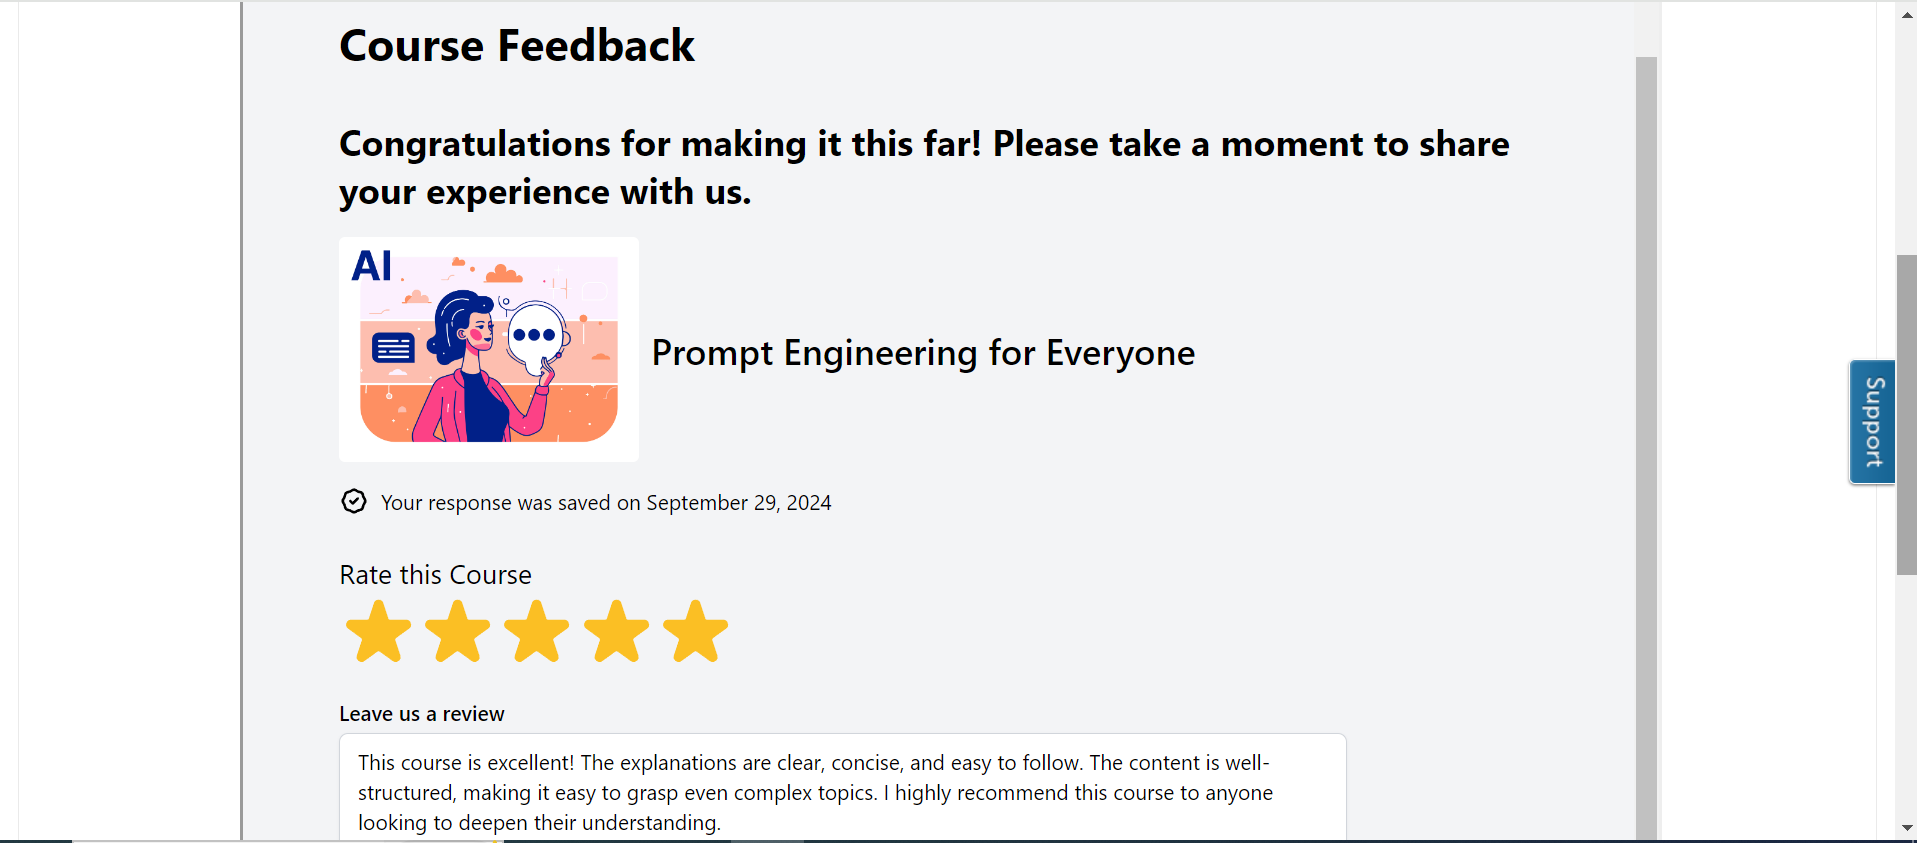 Course Feedback
Congratulations for making it this far! Please take a moment to share
your experience with us.
AI
Prompt Engineering for Everyone
Your response was saved on September 29, 2024
Rate this Course
Leave us a review
This course is excellent! The explanations are clear, concise, and easy to follow. The content is well-
structured, making it easy to grasp even complex topics. I highly recommend this course to anyone
looking to deepen their understanding.
Support